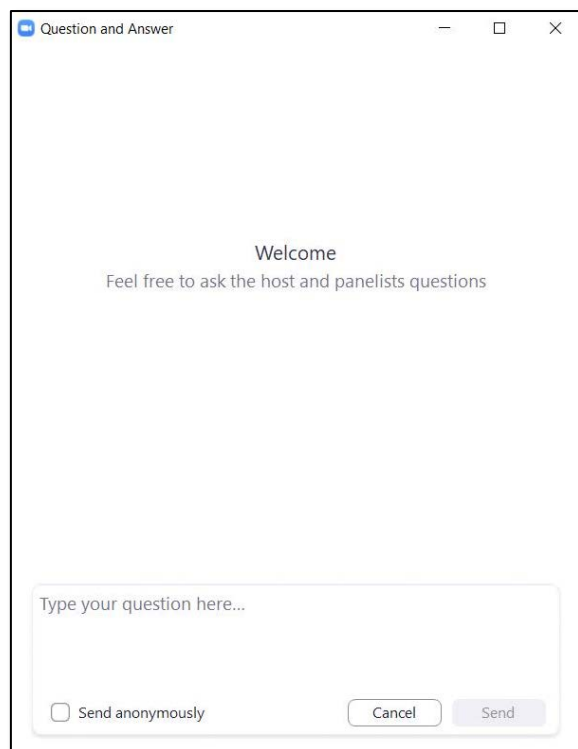 Question and Answer
Welcome
Feel free to ask the host and panelists questions
Type your question here...
Send anonymously Cancel Send